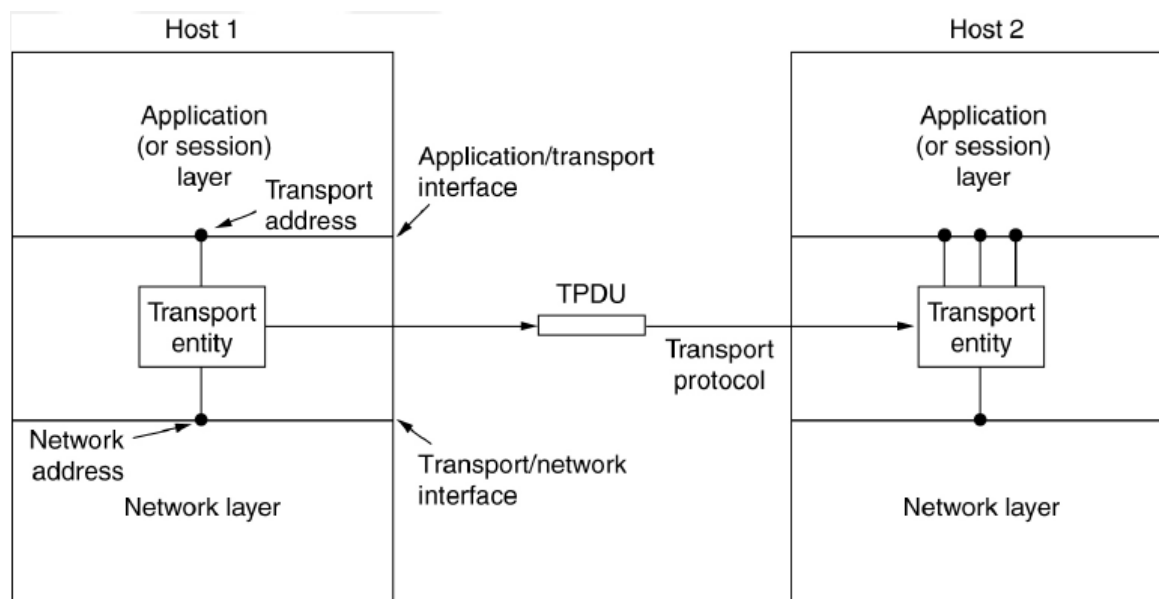 Host 1
Host 2
Application
(or session)
layer
Transport
address
Application/transport
interface
Application
(or session)
layer
Transport
entity
TPDU
Transport
protocol
Transport
entity
Network
address
Transport/network
interface
Network layer
Network layer